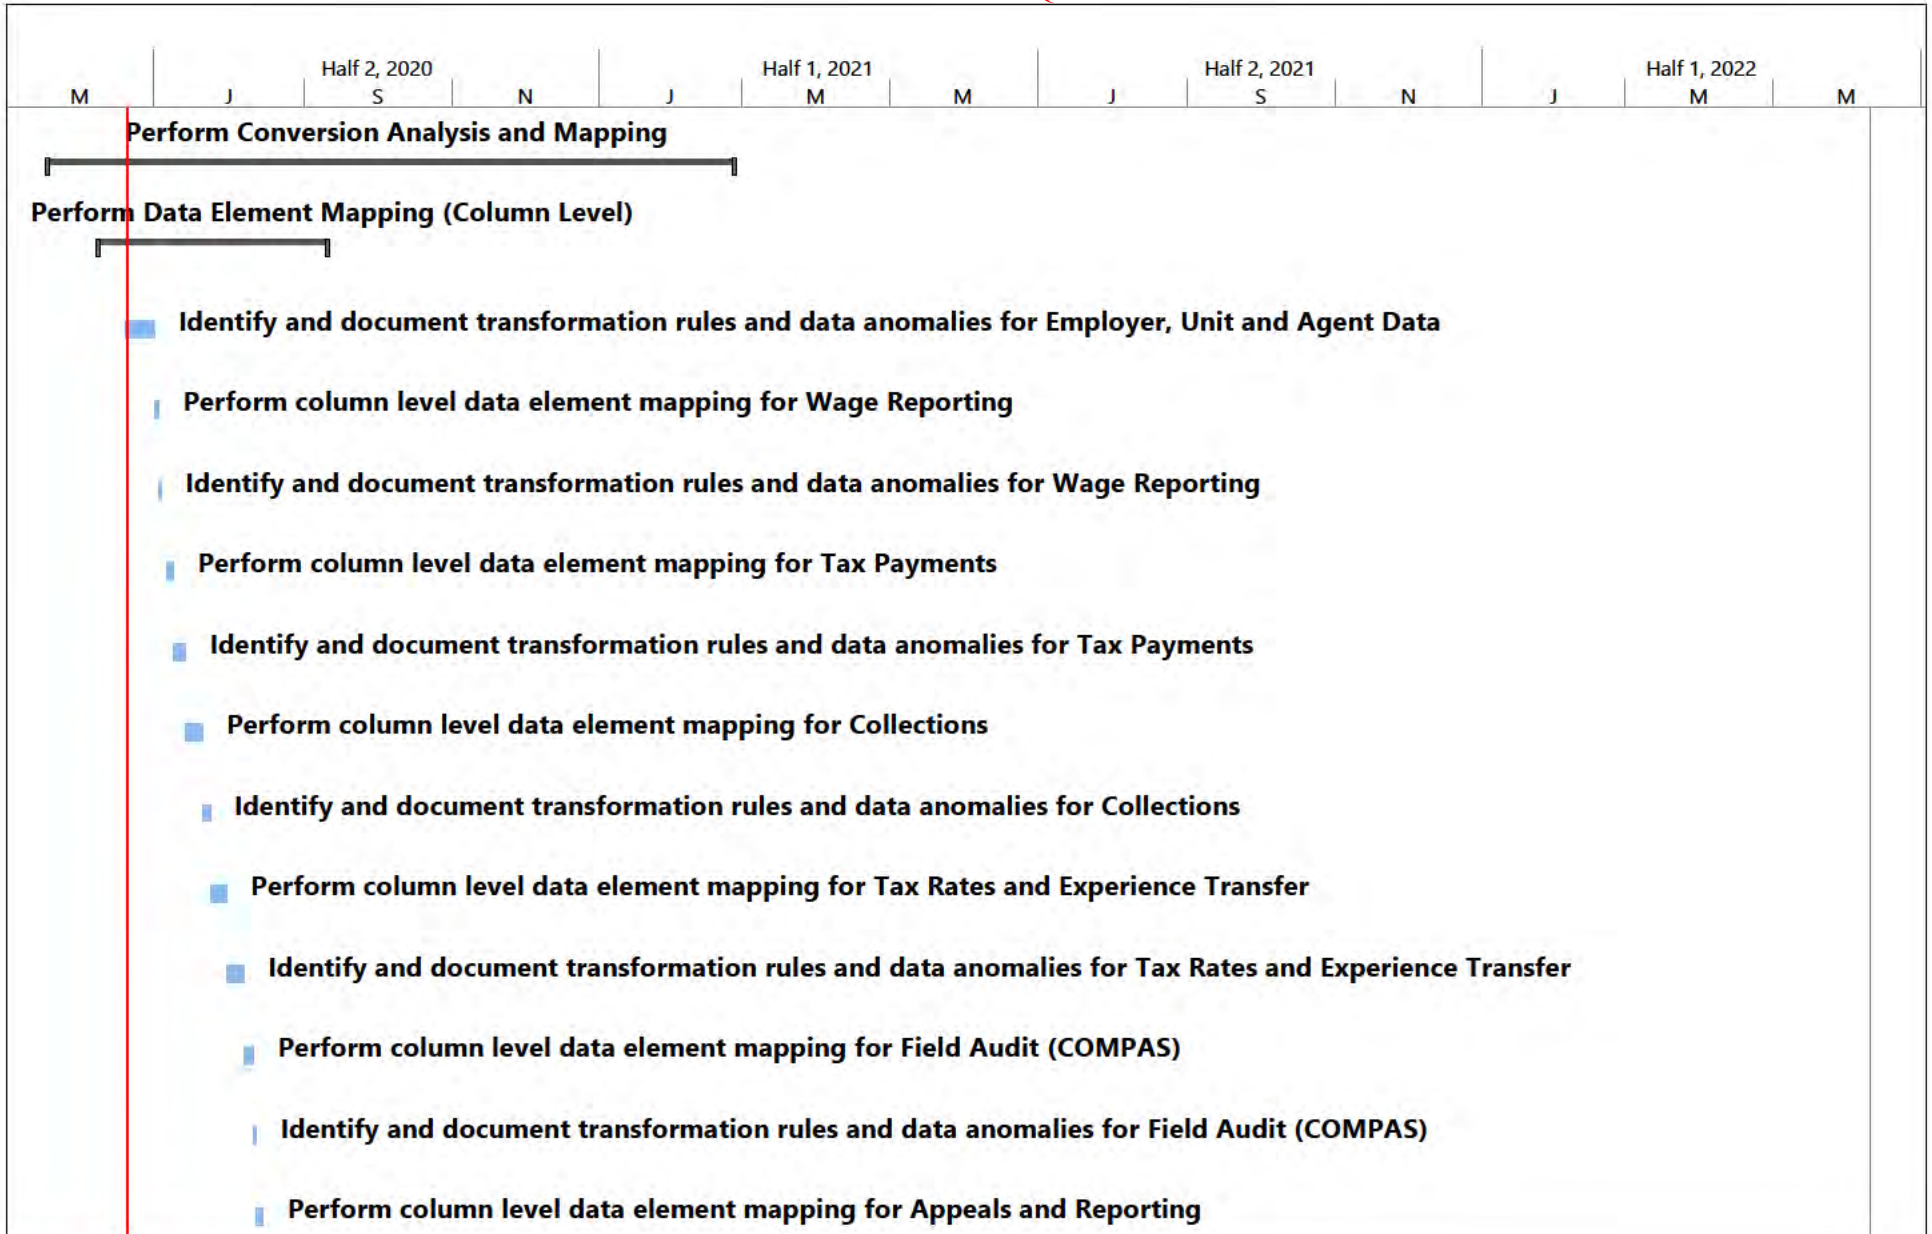 Half 2, 2020 Half 1, 2021 Half 2, 2021 Half 1, 2022
M J S N J M M J S N J M M
Perform Conversion Analysis and Mapping
Perform Data Element Mapping (Column Level)
Identify and document transformation rules and data anomalies for Employer, Unit and Agent Data
Perform column level data element mapping for Wage Reporting
Identify and document transformation rules and data anomalies for Wage Reporting
Perform column level data element mapping for Tax Payments
Identify and document transformation rules and data anomalies for Tax Payments
Perform column level data element mapping for Collections
Identify and document transformation rules and data anomalies for Collections
Perform column level data element mapping for Tax Rates and Experience Transfer
Identify and document transformation rules and data anomalies for Tax Rates and Experience Transfer
Perform column level data element mapping for Field Audit (COMPAS)
Identify and document transformation rules and data anomalies for Field Audit (COMPAS)
Perform column level data element mapping for Appeals and Reporting